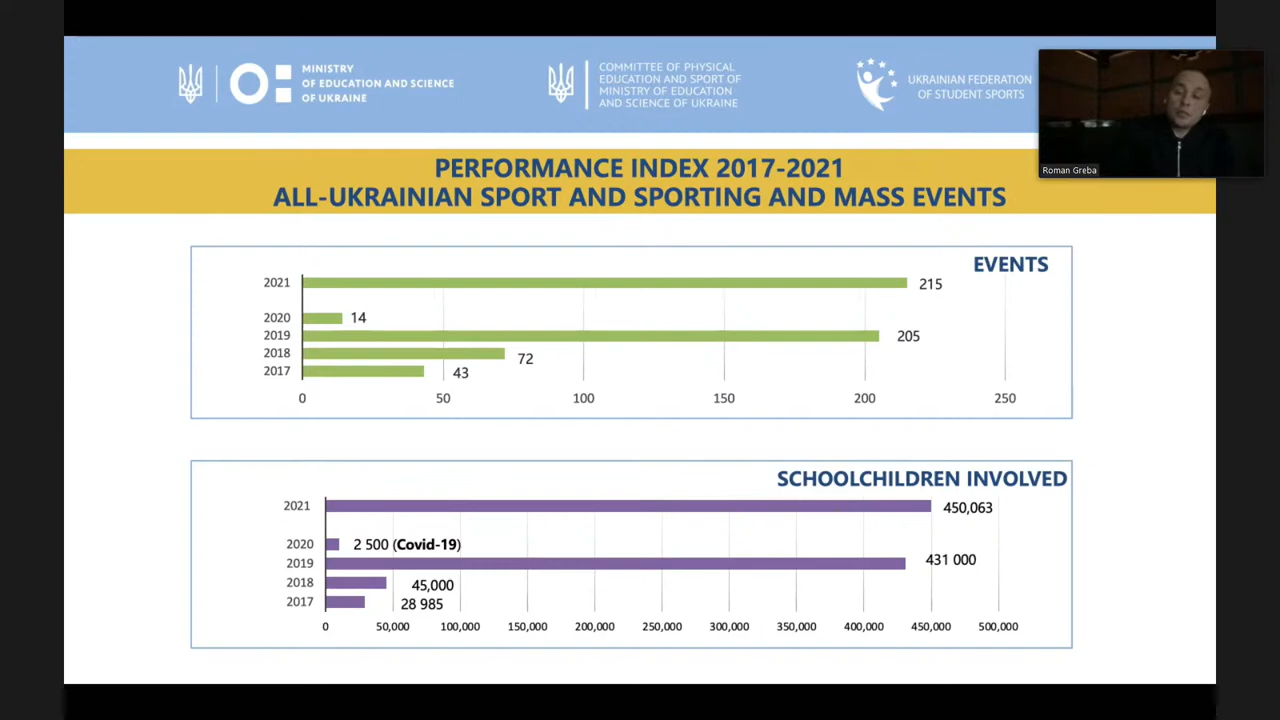 MINISTRY
OF EDUCATION AND SCIENCE
OF UKRAINE
COMMITTEE OF PHYSICAL
EDUCATION AND SPORT OF
MINISTRY OF EDUCATION
AND SCIENCE OF UKRAINE
UKRAINIAN FEDERATION
OF STUDENT SPORTS
Roman Greba
PERFORMANCE INDEX 2017-2021
ALL-UKRAINIAN SPORT AND SPORTING AND MASS EVENTS
EVENTS
2021 215
2020 14
2019 205
2018 72
2017 43
0 50 100 150 200 250
SCHOOLCHILDREN INVOLVED
2021 450,063
2020 2 500 (Covid-19)
2019 431 000
2018 45,000
2017 28 985
0 50,000 100,000 150,000 200,000 250,000 300,000 350,000 400,000 450,000 500,000